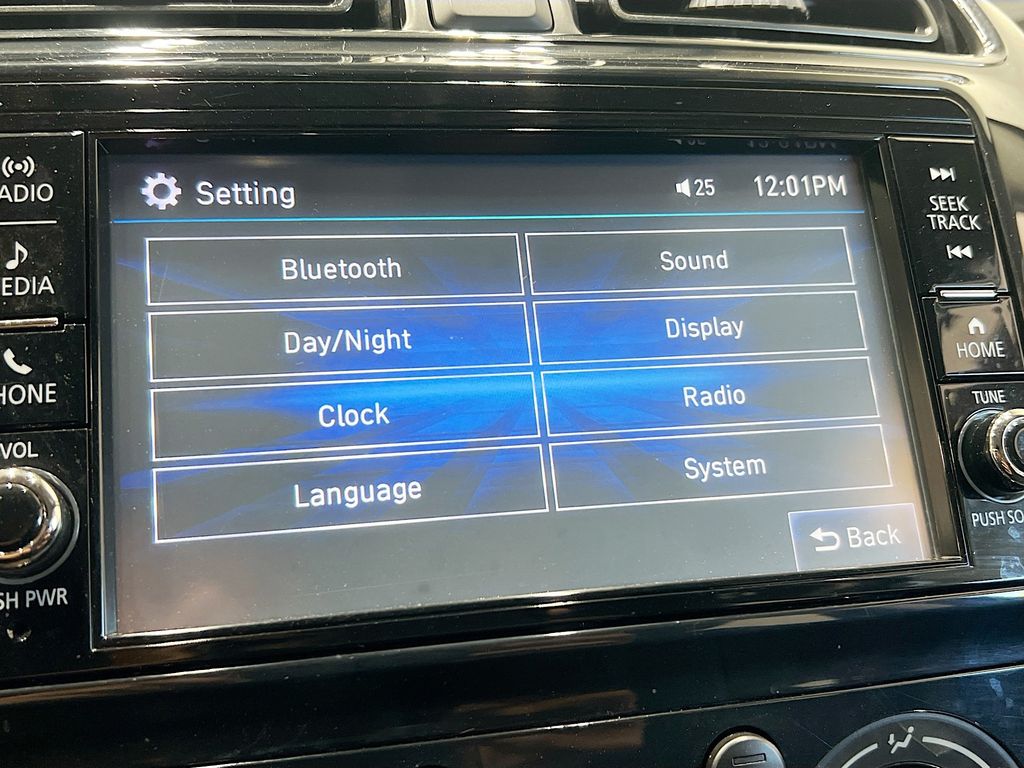 Setting
25
12:01PM
Bluetooth
Sound
Day/Night
Display
Clock
Radio
Language
System
Back
ADIO
EDIA
HONE
VOL
SH PWR
SEEK
TRACK
HOME
TUNE
PUSH SO